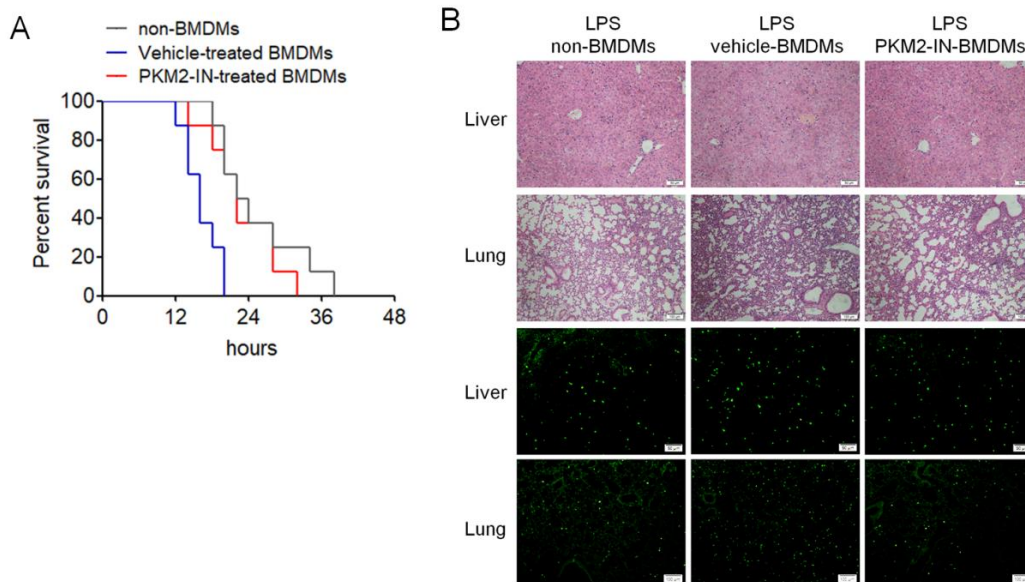 A
non-BMDMs
Vehicle-treated BMDMs
PKM2-IN-treated BMDMs
100
80
60
40
20
0
Percent survival
0 12 24 36 48
hours
B
LPS
non-BMDMs
LPS
vehicle-BMDMs
LPS
PKM2-IN-BMDMs
Liver
Lung
Liver
Lung